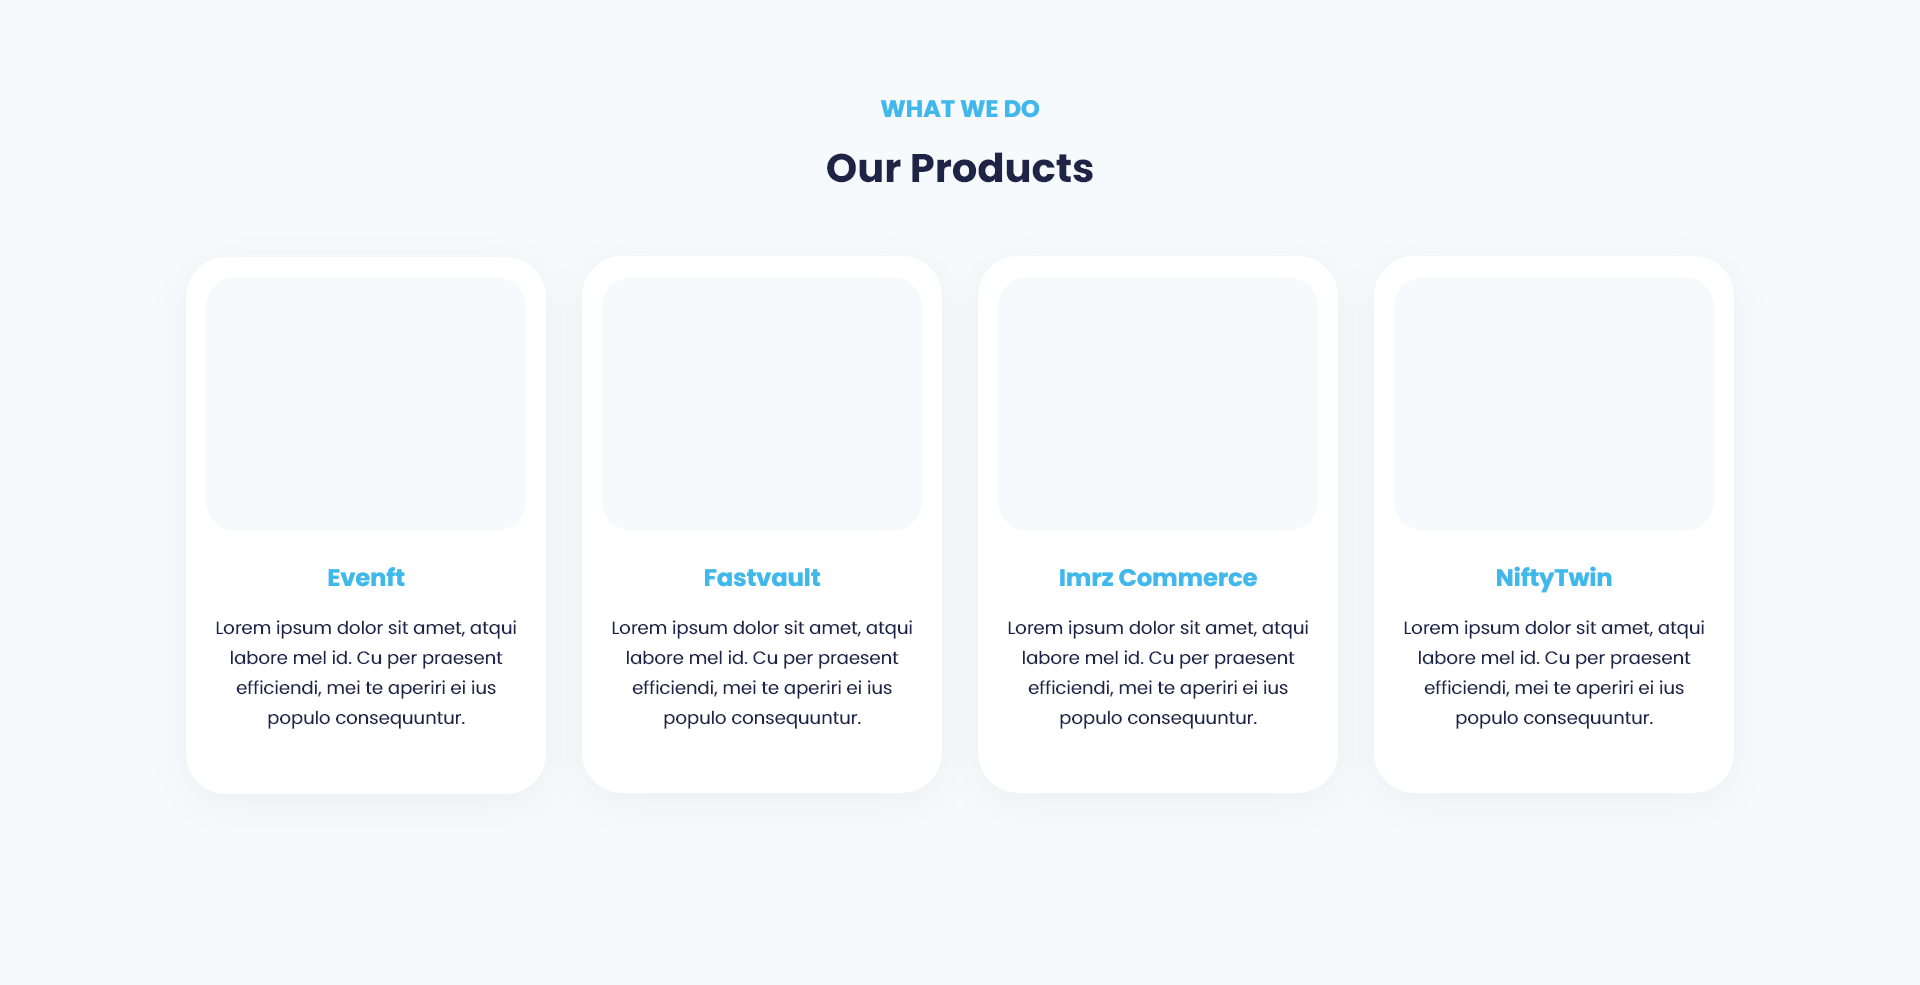 WHAT WE DO
Our Products
Evenft
Lorem ipsum dolor sit amet, atqui
labore mel id. Cu per praesent
efficiendi, mei te aperiri ei ius
populo consequuntur.
Fastvault
Lorem ipsum dolor sit amet, atqui
labore mel id. Cu per praesent
efficiendi, mei te aperiri ei ius
populo consequuntur.
Imrz Commerce
Lorem ipsum dolor sit amet, atqui
labore mel id. Cu per praesent
efficiendi, mei te aperiri ei ius
populo consequuntur.
NiftyTwin
Lorem ipsum dolor sit amet, atqui
labore mel id. Cu per praesent
efficiendi, mei te aperiri ei ius
populo consequuntur.